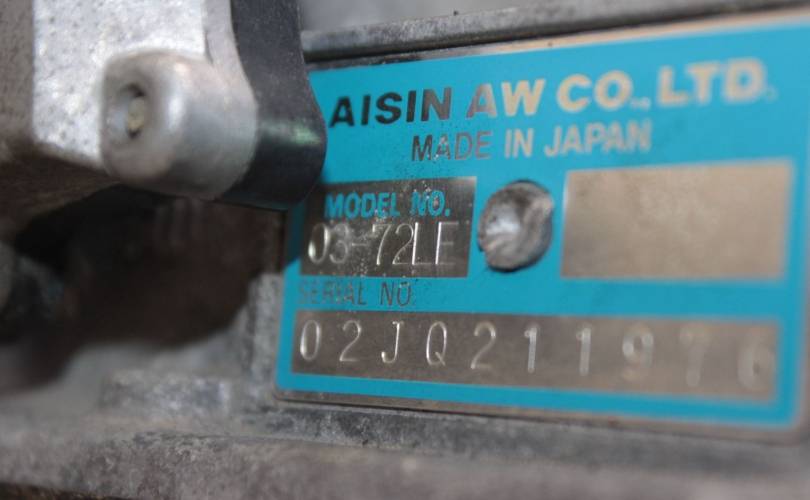 AISIN AW CO., LTD.
MADE IN JAPAN
MODEL NO.
03-72LE
SERIAL NO.
02JQ211976